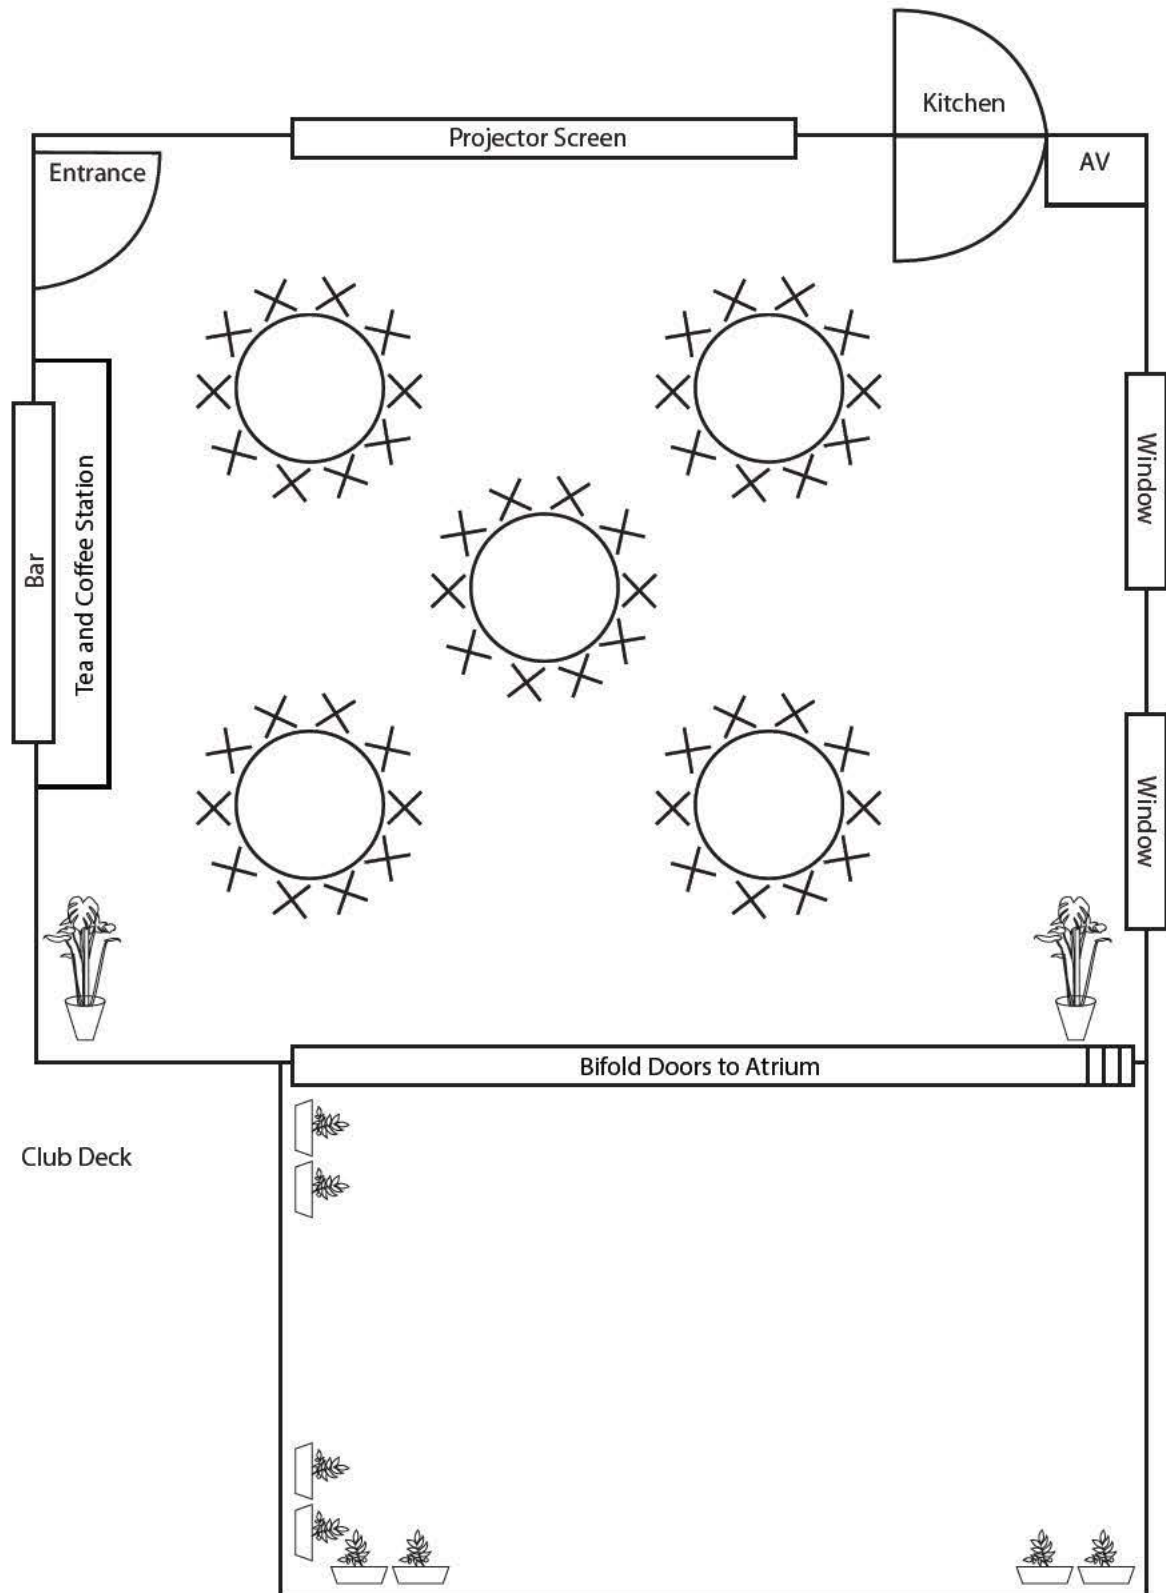 Kitchen
Projector Screen
AV
Entrance
Window
Bar
Tea and Coffee Station
Window
Bifold Doors to Atrium
Club Deck